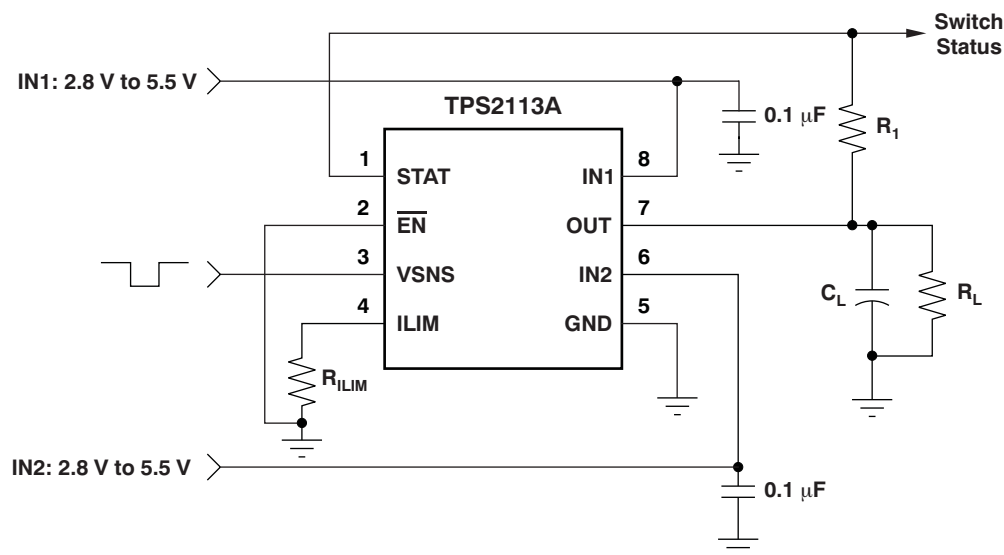 Switch
Status
IN1: 2.8 V to 5.5 V
TPS2113A
0.1 μF
R1
1
STAT
IN1
8
2
EN
OUT
7
3
VSNS
IN2
6
4
ILIM
GND
5
CL
RL
RILIM
IN2: 2.8 V to 5.5 V
0.1 μF